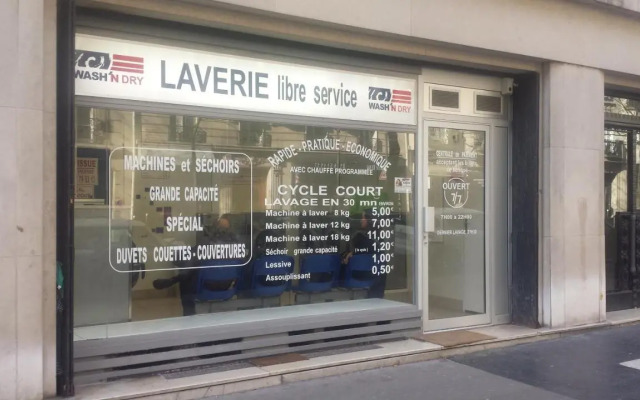 WASH'N DRY
LAVERIE libre service
WASH'N DRY
MACHINES et SÉCHOIRS
GRANDE CAPACITÉ
SPÉCIAL
DUVETS COUETTES-COUVERTURES
RAPIDE - PRATIQUE - ECONOMIQUE
AVEC CHAUFFE PROGRAMMÉE
CYCLE COURT
LAVAGE EN 30 mn
Machine à laver 8 kg 5,00€
Machine à laver 12 kg 7,00€
Machine à laver 18 kg 11,00€
Séchoir grande capacité 1,20€
Lessive 1,00€
Assouplissant 0,50€
OUVERT
7/7